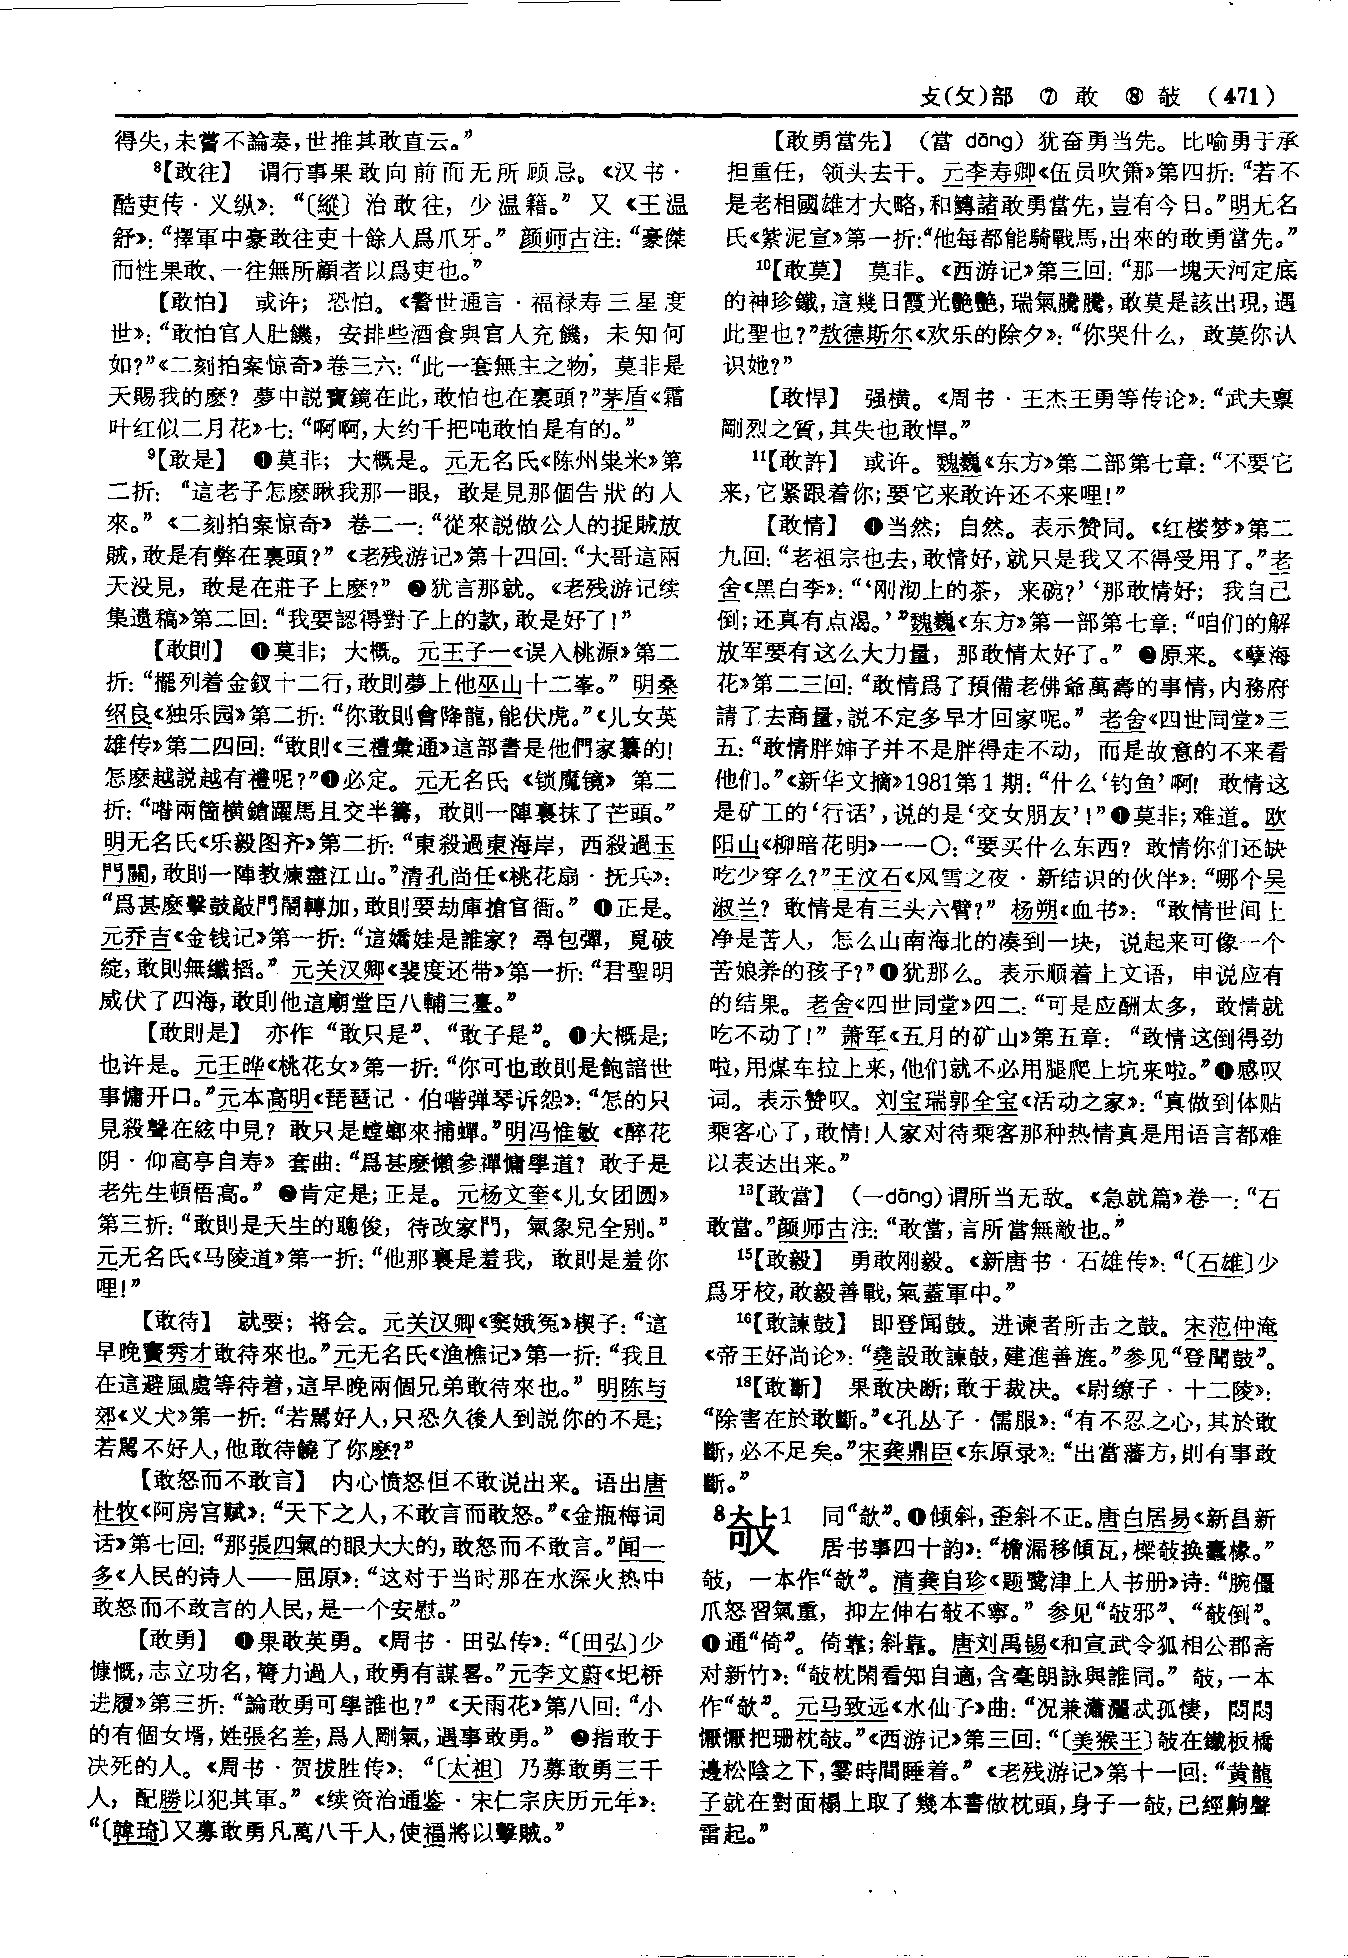 攴(攵)部 ⑦ 敢 ⑧ 攲 (471)
得失,未嘗不論奏,世推其敢直云。”
⁸【敢往】 谓行事果敢向前而无所顾忌。《汉书·
酷吏传·义纵》:“〔縱〕治敢往,少温籍。”又《王温
舒》:“擇軍中豪敢往吏十餘人爲爪牙。”颜师古注:“豪傑
而性果敢、一往無所顧者以爲吏也。”
【敢怕】 或许;恐怕。《警世通言·福禄寿三星度
世》:“敢怕官人肚饑,安排些酒食與官人充饑,未知何
如?”《二刻拍案惊奇》卷三六:“此一套無主之物,莫非是
天賜我的麽?夢中説寶鏡在此,敢怕也在裏頭?”茅盾《霜
叶红似二月花》七:“啊啊,大约千把吨敢怕是有的。”
⁹【敢是】 ❶莫非;大概是。元无名氏《陈州粜米》第
二折:“這老子怎麽瞅我那一眼,敢是見那個告狀的人
來。”《二刻拍案惊奇》卷二一:“從來説做公人的捉賊放
賊,敢是有弊在裏頭?”《老残游记》第十四回:“大哥這兩
天没見,敢是在莊子上麽?”❷犹言那就。《老残游记续
集遗稿》第二回:“我要認得對子上的款,敢是好了!”
【敢則】 ❶莫非;大概。元王子一《误入桃源》第二
折:“擺列着金釵十二行,敢則夢上他巫山十二峯。”明桑
绍良《独乐园》第二折:“你敢則會降龍,能伏虎。”《儿女英
雄传》第二四回:“敢則《三禮彙通》這部書是他們家纂的!
怎麽越説越有禮呢?”❶必定。元无名氏《锁魔镜》第二
折:“喒兩箇横鎗躍馬且交半籌,敢則一陣裏抹了芒頭。”
明无名氏《乐毅图齐》第二折:“東殺過東海岸,西殺過玉
門關,敢則一陣教煉盡江山。”清孔尚任《桃花扇·抚兵》:
“爲甚麽擊鼓敲門鬧轉加,敢則要劫庫搶官衙。”❶正是。
元乔吉《金钱记》第一折:“這嬌娃是誰家?尋包彈,覓破
綻,敢則無纖搯。”元关汉卿《裴度还带》第一折:“君聖明
威伏了四海,敢則他這廟堂臣八輔三臺。”
【敢則是】 亦作“敢只是”、“敢子是”。❶大概是;
也许是。元王晔《桃花女》第一折:“你可也敢則是飽諳世
事慵开口。”元本高明《琵琶记·伯喈弹琴诉怨》:“怎的只
見殺聲在絃中見?敢只是螳螂來捕蟬。”明冯惟敏《醉花
阴·仰高亭自寿》套曲:“爲甚麽懶參禪慵學道?敢子是
老先生頓悟高。”❷肯定是;正是。元杨文奎《儿女团圆》
第三折:“敢則是天生的聰俊,待改家門,氣象兒全别。”
元无名氏《马陵道》第一折:“他那裏是羞我,敢則是羞你
哩!”
【敢待】 就要;将会。元关汉卿《窦娥冤》楔子:“這
早晚竇秀才敢待來也。”元无名氏《渔樵记》第一折:“我且
在這避風處等待着,這早晚兩個兄弟敢待來也。”明陈与
郊《义犬》第一折:“若罵好人,只恐久後人到説你的不是;
若罵不好人,他敢待饒了你麽?”
【敢怒而不敢言】 内心愤怒但不敢说出来。语出唐
杜牧《阿房宫赋》:“天下之人,不敢言而敢怒。”《金瓶梅词
话》第七回:“那張四氣的眼大大的,敢怒而不敢言。”闻一
多《人民的诗人——屈原》:“这对于当时那在水深火热中
敢怒而不敢言的人民,是一个安慰。”
【敢勇】 ❶果敢英勇。《周书·田弘传》:“〔田弘〕少
慷慨,志立功名,膂力過人,敢勇有謀畧。”元李文蔚《圯桥
进履》第三折:“論敢勇可學誰也?”《天雨花》第八回:“小
的有個女壻,姓張名差,爲人剛氣,遇事敢勇。”❷指敢于
决死的人。《周书·贺拔胜传》:“〔太祖〕乃募敢勇三千
人,配勝以犯其軍。”《续资治通鉴·宋仁宗庆历元年》:
“〔韓琦〕又募敢勇凡萬八千人,使福將以擊賊。”
【敢勇當先】 (當 dāng)犹奋勇当先。比喻勇于承
担重任,领头去干。元李寿卿《伍员吹箫》第四折:“若不
是老相國雄才大略,和鱄諸敢勇當先,豈有今日。”明无名
氏《紫泥宣》第一折:“他每都能騎戰馬,出來的敢勇當先。”
¹⁰【敢莫】 莫非。《西游记》第三回:“那一塊天河定底
的神珍鐵,這幾日霞光艷艷,瑞氣騰騰,敢莫是該出現,遇
此聖也?”敖德斯尔《欢乐的除夕》:“你哭什么,敢莫你认
识她?”
【敢悍】 强横。《周书·王杰王勇等传论》:“武夫禀
剛烈之質,其失也敢悍。”
¹¹【敢許】 或许。魏巍《东方》第二部第七章:“不要它
来,它紧跟着你;要它来敢许还不来哩!”
【敢情】 ❶当然;自然。表示赞同。《红楼梦》第二
九回:“老祖宗也去,敢情好,就只是我又不得受用了。”老
舍《黑白李》:“‘刚沏上的茶,来碗?’‘那敢情好;我自己
倒;还真有点渴。’”魏巍《东方》第一部第七章:“咱们的解
放军要有这么大力量,那敢情太好了。”❷原来。《孽海
花》第二三回:“敢情爲了預備老佛爺萬壽的事情,内務府
請了去商量,説不定多早才回家呢。”老舍《四世同堂》三
五:“敢情胖婶子并不是胖得走不动,而是故意的不来看
他们。”《新华文摘》1981第1期:“什么‘钓鱼’啊!敢情这
是矿工的‘行话’,说的是‘交女朋友’!”❶莫非;难道。欧
阳山《柳暗花明》一一〇:“要买什么东西?敢情你们还缺
吃少穿么?”王汶石《风雪之夜·新结识的伙伴》:“哪个吴
淑兰?敢情是有三头六臂?”杨朔《血书》:“敢情世间上
净是苦人,怎么山南海北的凑到一块,说起来可像一个
苦娘养的孩子?”❶犹那么。表示顺着上文语,申说应有
的结果。老舍《四世同堂》四二:“可是应酬太多,敢情就
吃不动了!”萧军《五月的矿山》第五章:“敢情这倒得劲
啦,用煤车拉上来,他们就不必用腿爬上坑来啦。”❶感叹
词。表示赞叹。刘宝瑞郭全宝《活动之家》:“真做到体贴
乘客心了,敢情!人家对待乘客那种热情真是用语言都难
以表达出来。”
¹³【敢當】 (一dāng)谓所当无敌。《急就篇》卷一:“石
敢當。”颜师古注:“敢當,言所當無敵也。”
¹⁵【敢毅】 勇敢刚毅。《新唐书·石雄传》:“〔石雄〕少
爲牙校,敢毅善戰,氣蓋軍中。”
¹⁶【敢諫鼓】 即登闻鼓。进谏者所击之鼓。宋范仲淹
《帝王好尚论》:“堯設敢諫鼓,建進善旌。”参见“登聞鼓”。
¹⁸【敢斷】 果敢决断;敢于裁决。《尉缭子·十二陵》:
“除害在於敢斷。”《孔丛子·儒服》:“有不忍之心,其於敢
斷,必不足矣。”宋龚鼎臣《东原录》:“出當藩方,則有事敢
斷。”
⁸攲1 同“欹”。❶倾斜,歪斜不正。唐白居易《新昌新
居书事四十韵》:“檐漏移傾瓦,樑攲换蠹椽。”
攲,一本作“欹”。清龚自珍《题鹭津上人书册》诗:“腕僵
爪怒習氣重,抑左伸右攲不寧。”参见“攲邪”、“攲倒”。
❶通“倚”。倚靠;斜靠。唐刘禹锡《和宣武令狐相公郡斋
对新竹》:“攲枕閑看知自適,含毫朗詠與誰同。”攲,一本
作“欹”。元马致远《水仙子》曲:“况兼瀟灑忒孤悽,悶悶
懨懨把珊枕攲。”《西游记》第三回:“〔美猴王〕攲在鐵板橋
邊松陰之下,霎時間睡着。”《老残游记》第十一回:“黄龍
子就在對面榻上取了幾本書做枕頭,身子一攲,已經齁聲
雷起。”